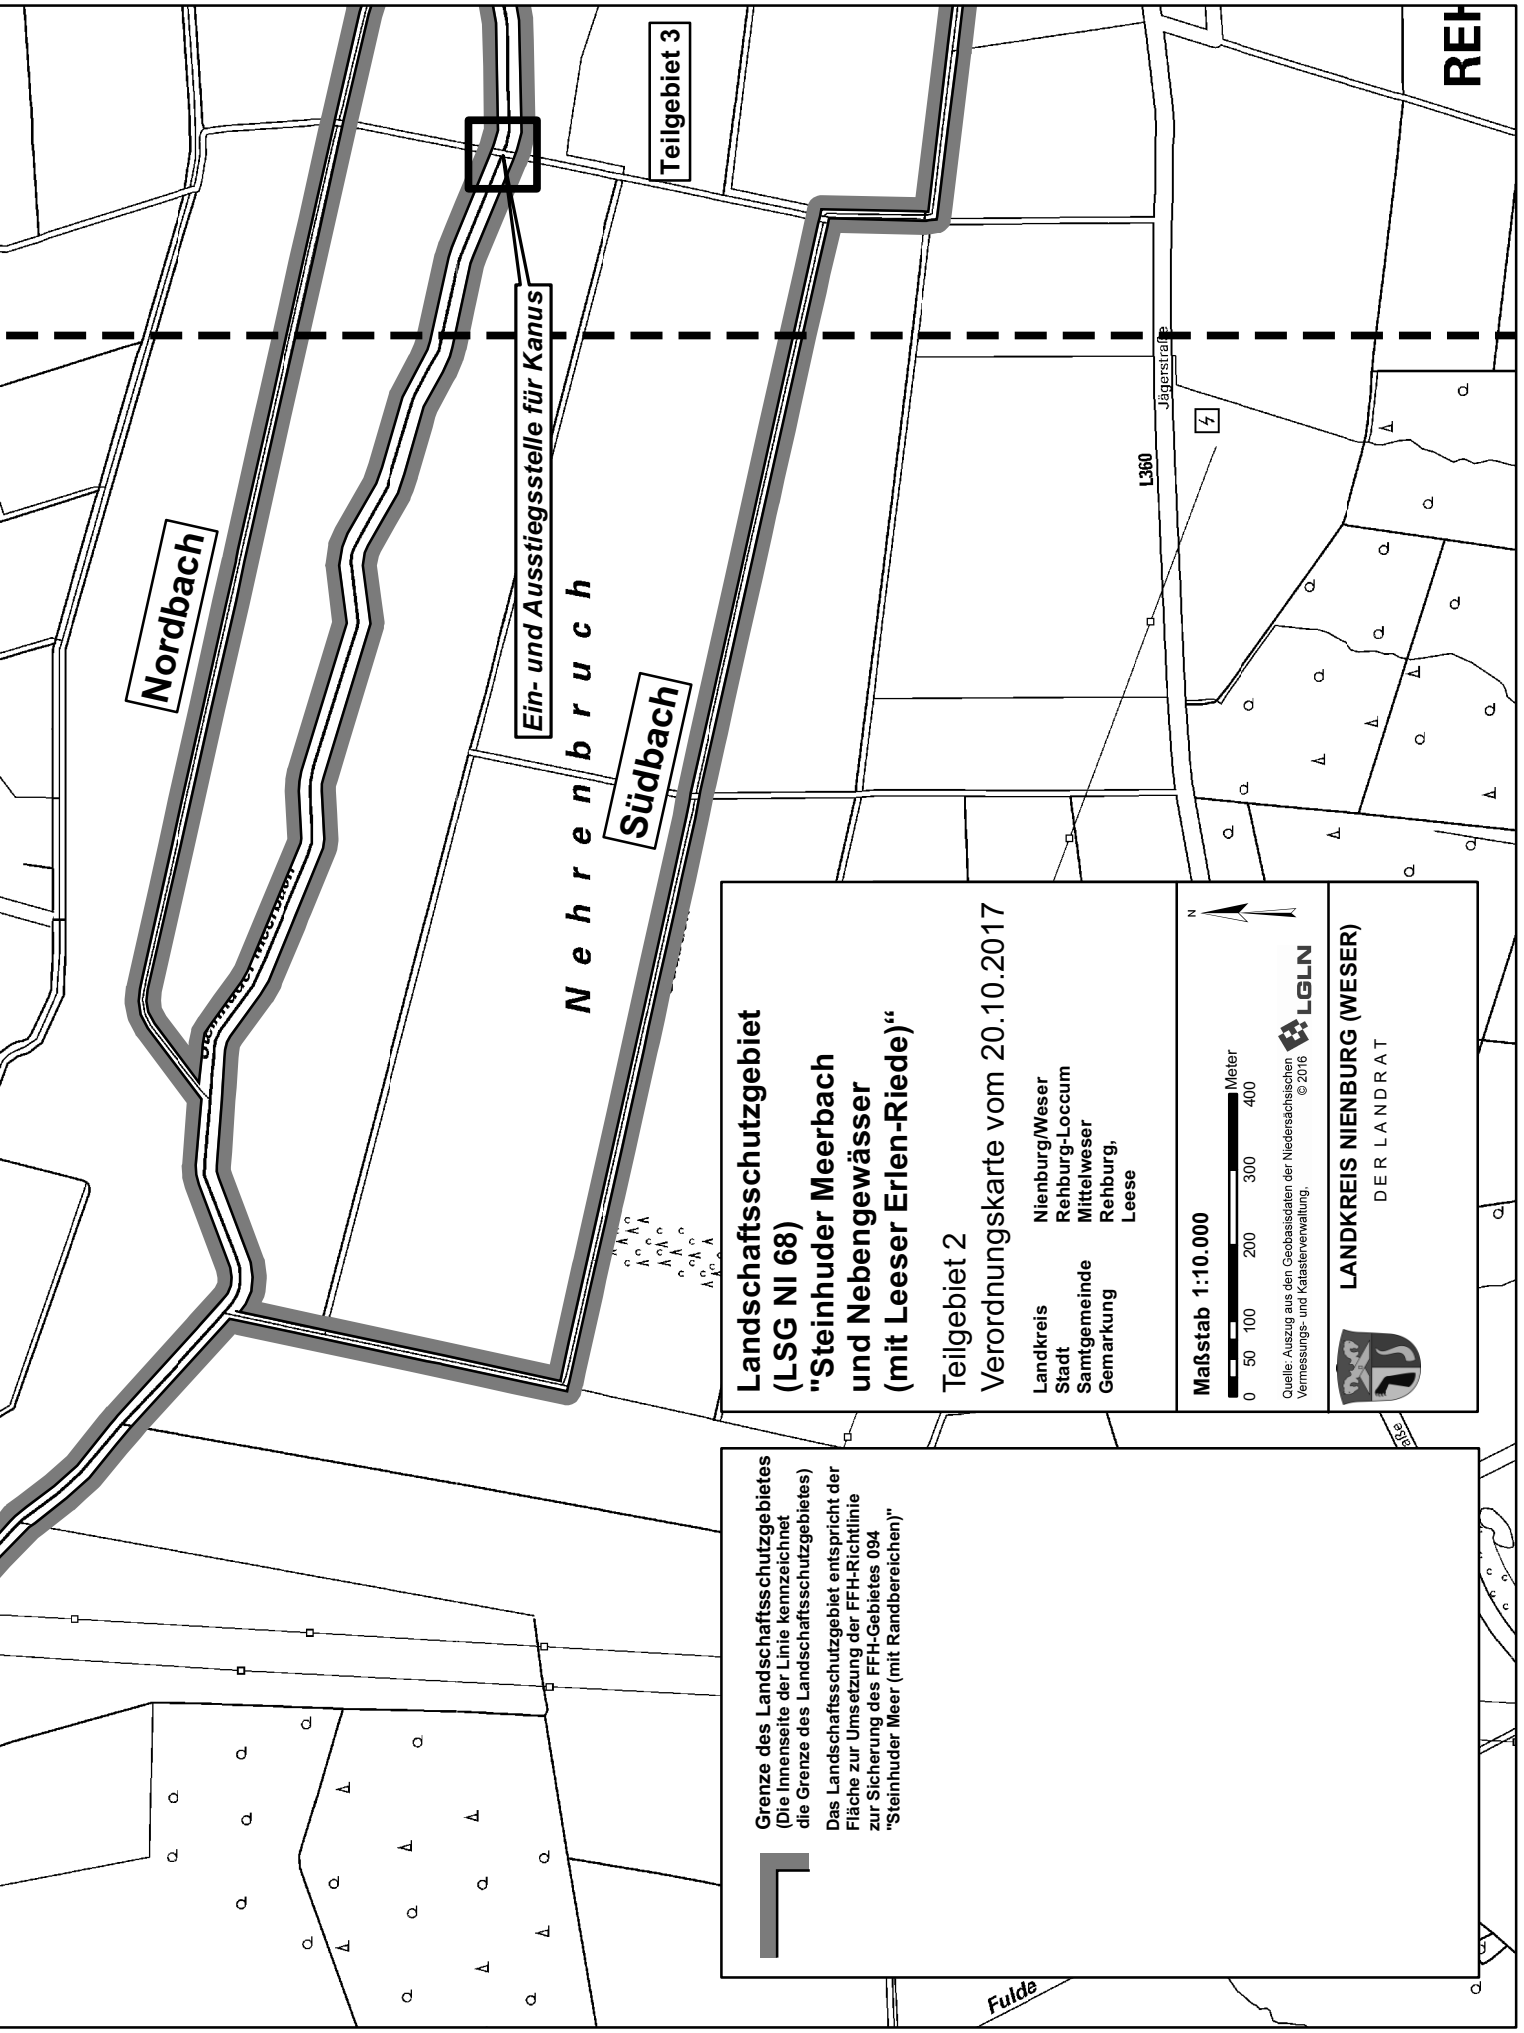 REH
Teilgebiet 3
Nordbach
Ein- und Ausstiegsstelle für Kanus
Nehrenbruch
Südbach
Jägerstraße
L360
Landschaftsschutzgebiet
(LSG NI 68)
"Steinhuder Meerbach
und Nebengewässer
(mit Leeser Erlen-Riede)“
Teilgebiet 2
Verordnungskarte vom 20.10.2017
Landkreis Nienburg/Weser
Stadt Rehburg-Loccum
Samtgemeinde Mittelweser
Gemarkung Rehburg,
Leese
Maßstab 1:10.000
N
0 50 100 200 300 400 Meter
Quelle: Auszug aus den Geobasisdaten der Niedersächsischen
Vermessungs- und Katasterverwaltung, © 2016
LGLN
LANDKREIS NIENBURG (WESER)
DER LANDRAT
Grenze des Landschaftsschutzgebietes
(Die Innenseite der Linie kennzeichnet
die Grenze des Landschaftsschutzgebietes)
Das Landschaftsschutzgebiet entspricht der
Fläche zur Umsetzung der FFH-Richtlinie
zur Sicherung des FFH-Gebietes 094
"Steinhuder Meer (mit Randbereichen)"
aße
Fulde